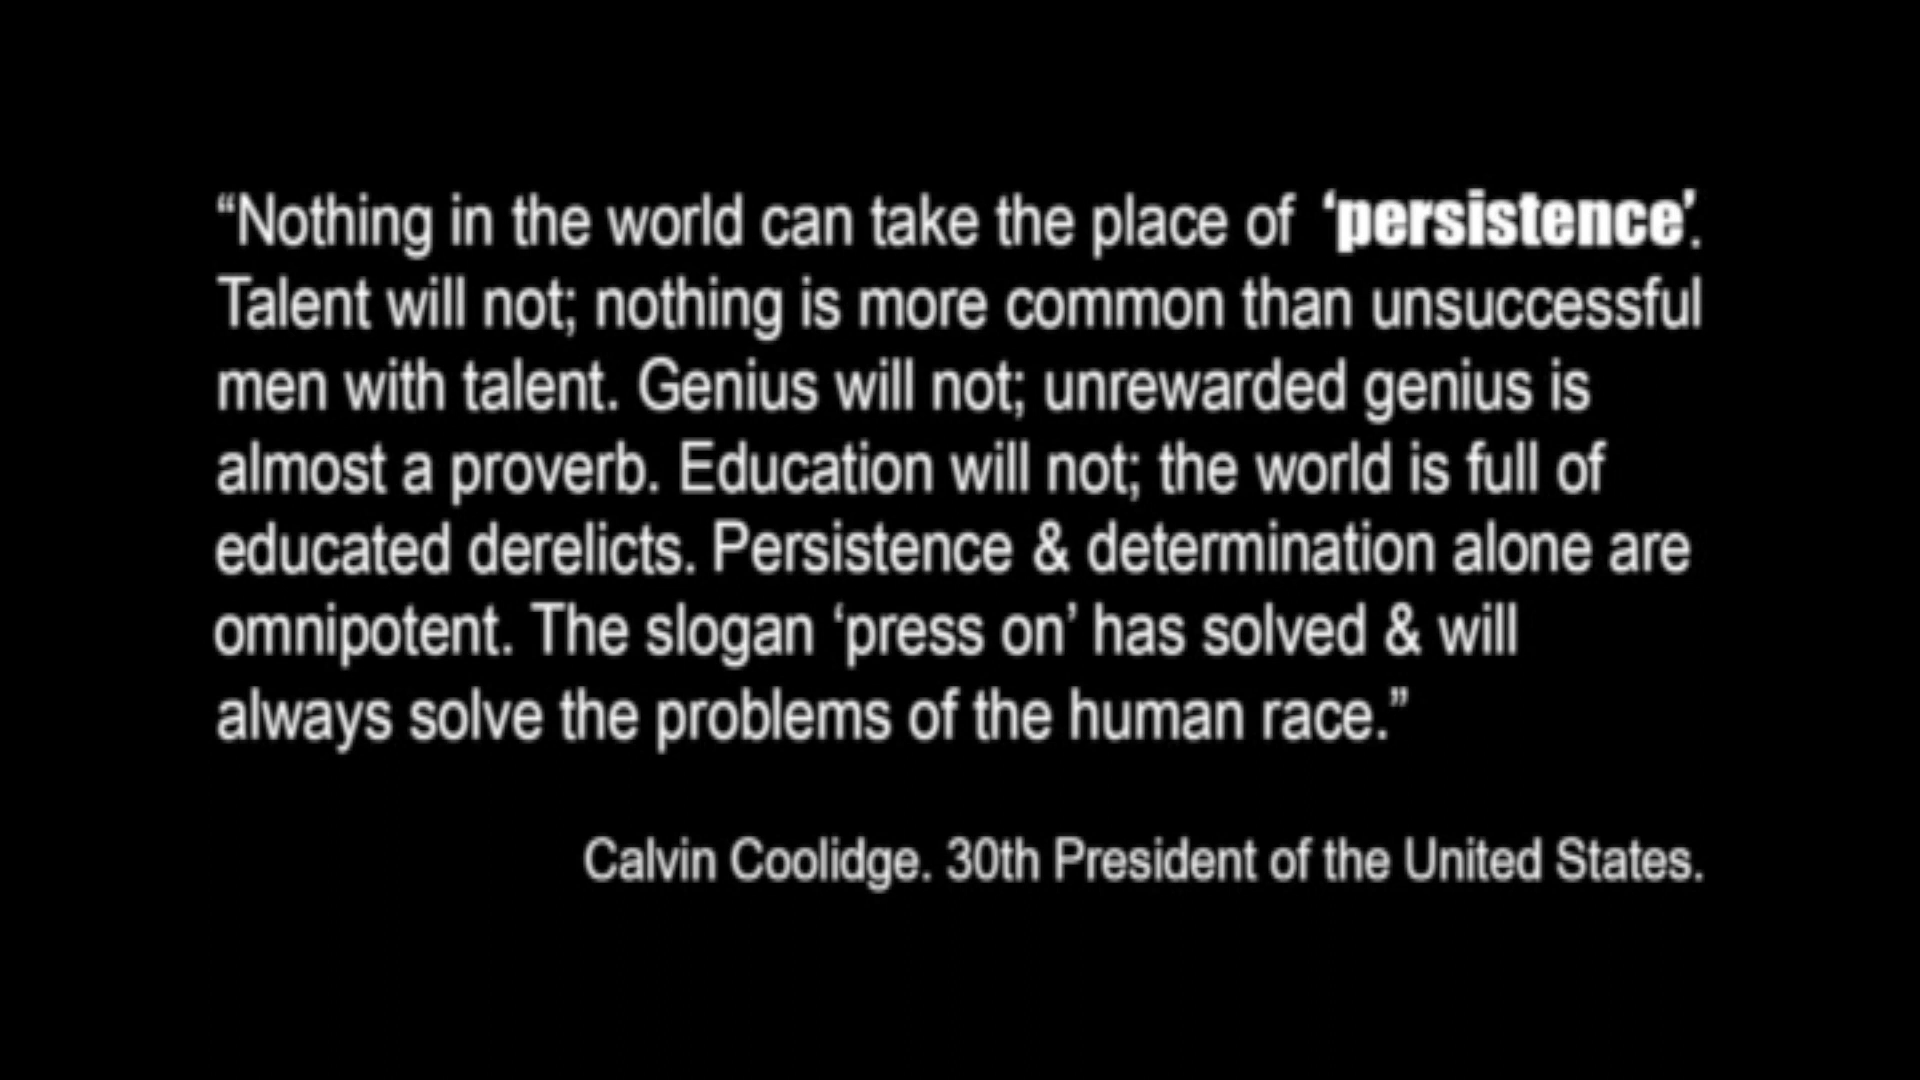 “Nothing in the world can take the place of ‘persistence’.
Talent will not; nothing is more common than unsuccessful
men with talent. Genius will not; unrewarded genius is
almost a proverb. Education will not; the world is full of
educated derelicts. Persistence & determination alone are
omnipotent. The slogan ‘press on’ has solved & will
always solve the problems of the human race.”
Calvin Coolidge. 30th President of the United States.